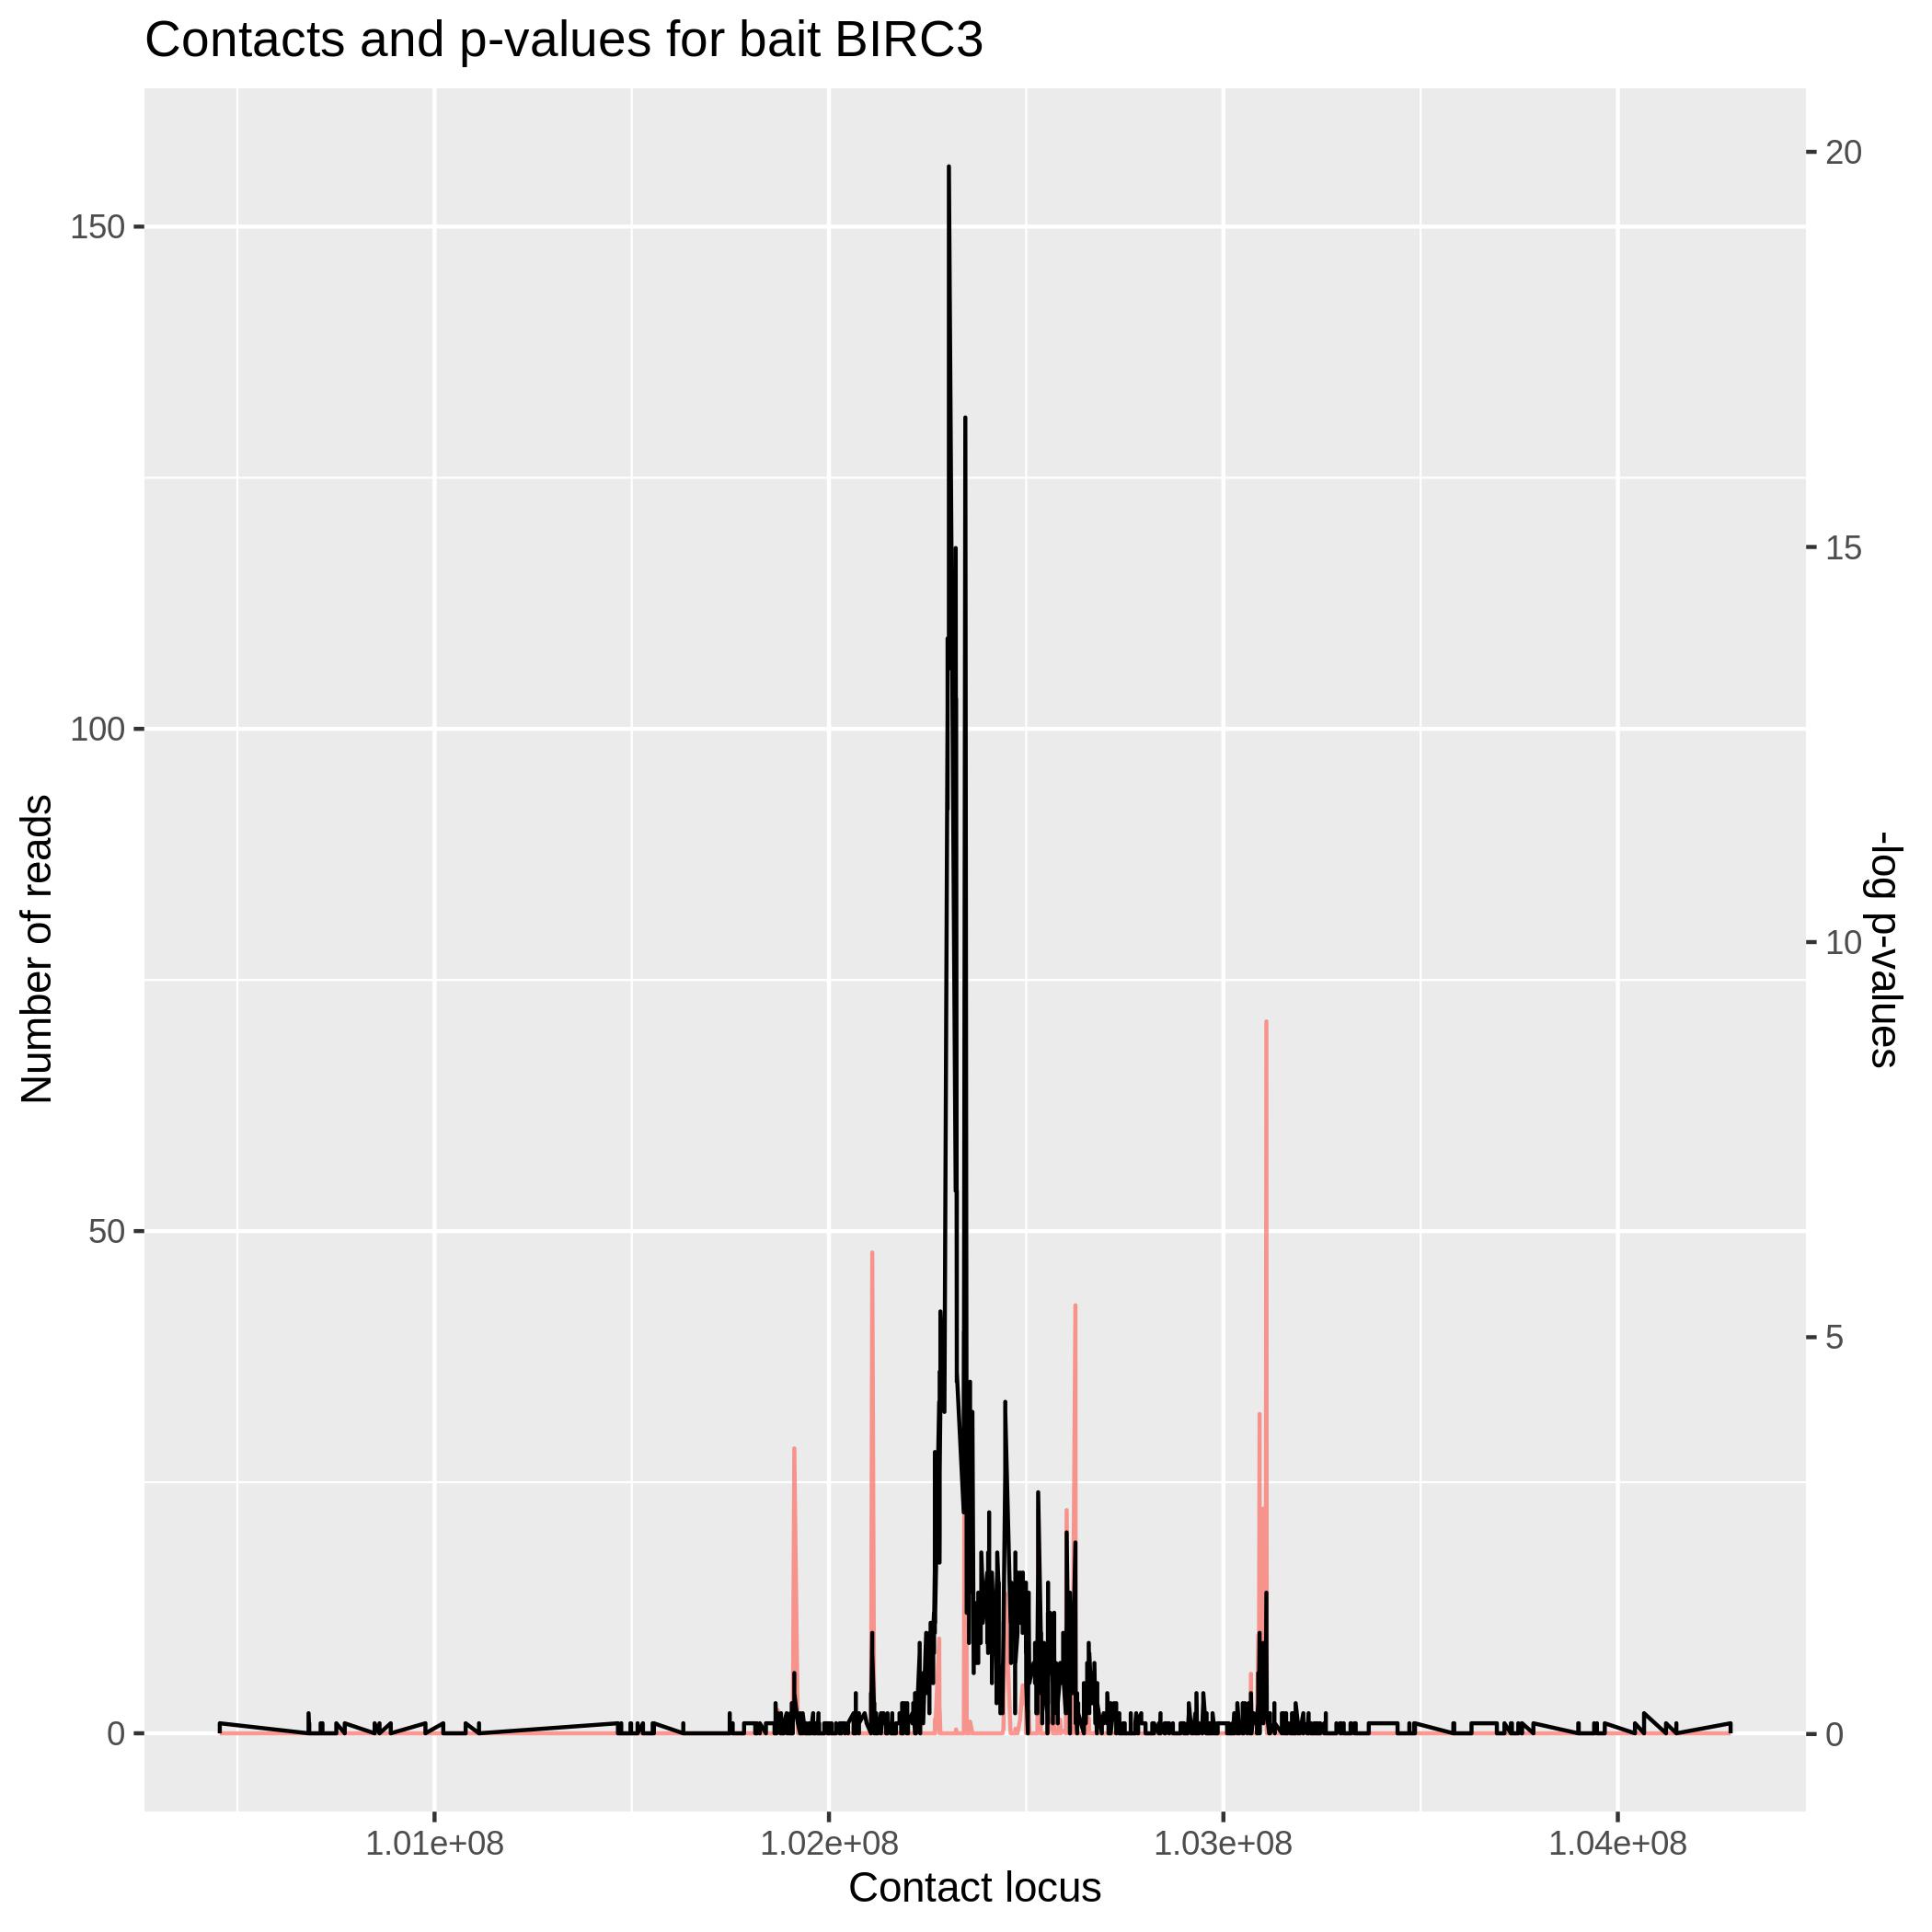 Contacts and p-values for bait BIRC3
150
100
50
0
Number of reads
20
15
10
5
0
-log p-values
1.01e+08
1.02e+08
1.03e+08
1.04e+08
Contact locus